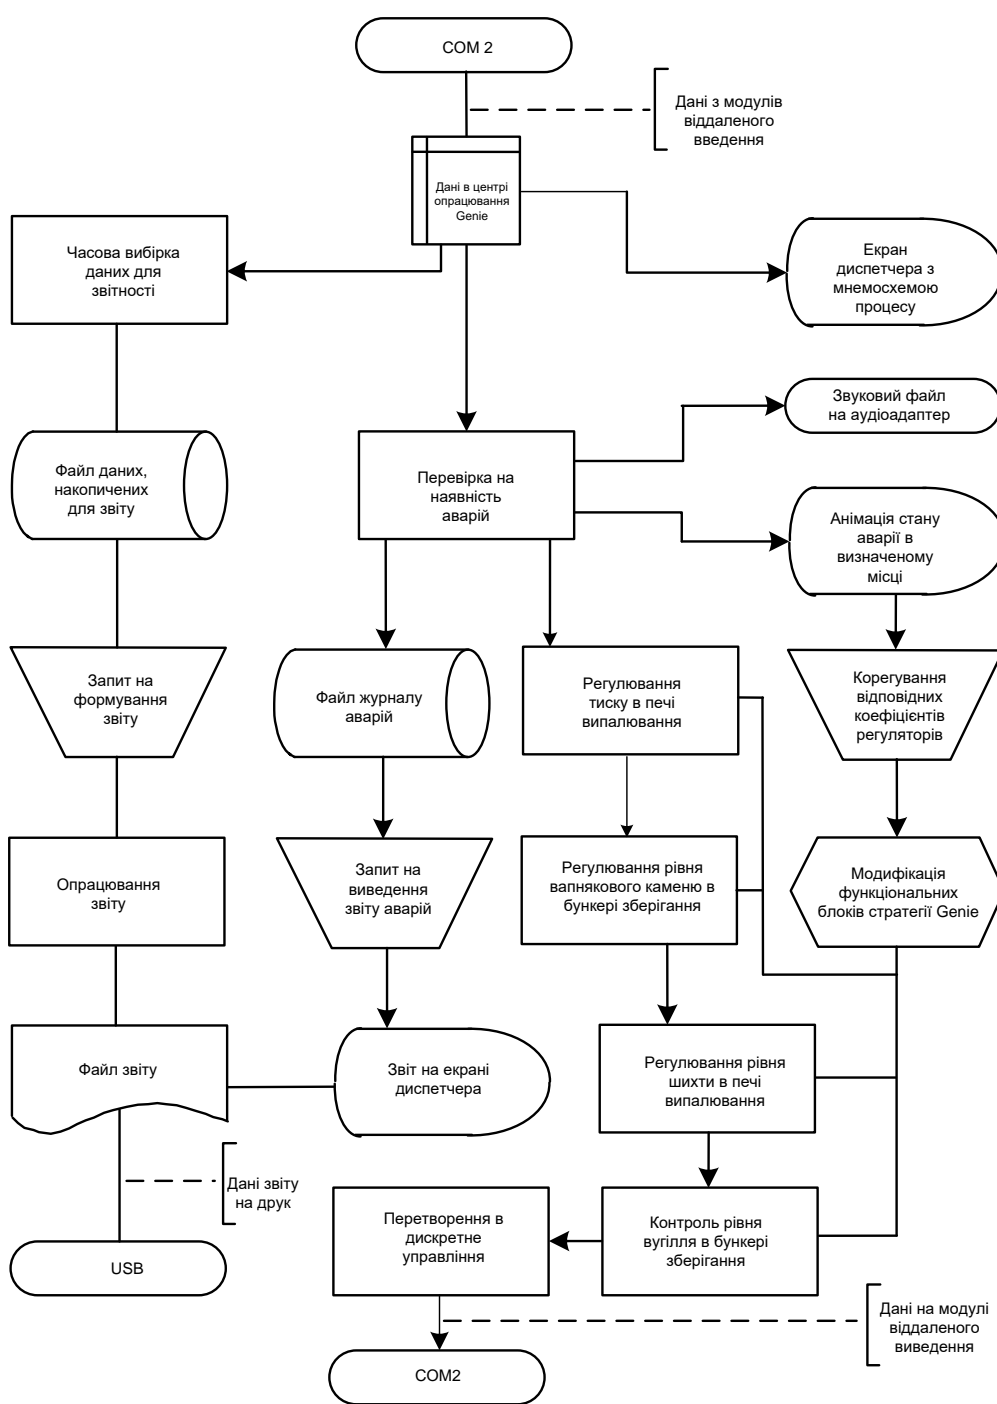 COM 2
Дані з модулів
віддаленого
введення
Дані в центрі
опрацювання
Genie
Часова вибірка
даних для
звітності
Екран
диспетчера з
мнемосхемою
процесу
Звуковий файл
на аудіоадаптер
Файл даних,
накопичених
для звіту
Перевірка на
наявність
аварій
Анімація стану
аварії в
визначеному
місці
Запит на
формування
звіту
Файл журналу
аварій
Регулювання
тиску в печі
випалювання
Корегування
відповідних
коефіцієнтів
регуляторів
Опрацювання
звіту
Запит на
виведення
звіту аварій
Регулювання рівня
вапнякового каменю в
бункері зберігання
Модифікація
функціональних
блоків стратегії Genie
Файл звіту
Звіт на екрані
диспетчера
Регулювання рівня
шихти в печі
випалювання
Дані звіту
на друк
Перетворення в
дискретне
управління
Контроль рівня
вугілля в бункері
зберігання
USB
Дані на модулі
віддаленого
виведення
COM2